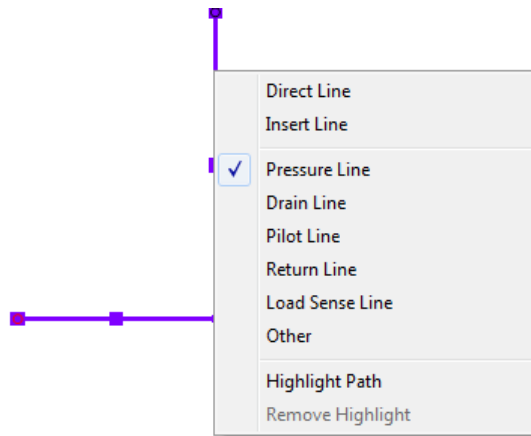 Direct Line
Insert Line
Pressure Line
Drain Line
Pilot Line
Return Line
Load Sense Line
Other
Highlight Path
Remove Highlight